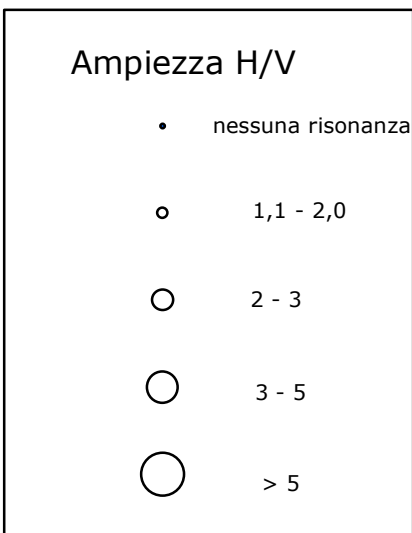 Ampiezza H/V
nessuna risonanza
1,1 - 2,0
2 - 3
3 - 5
> 5